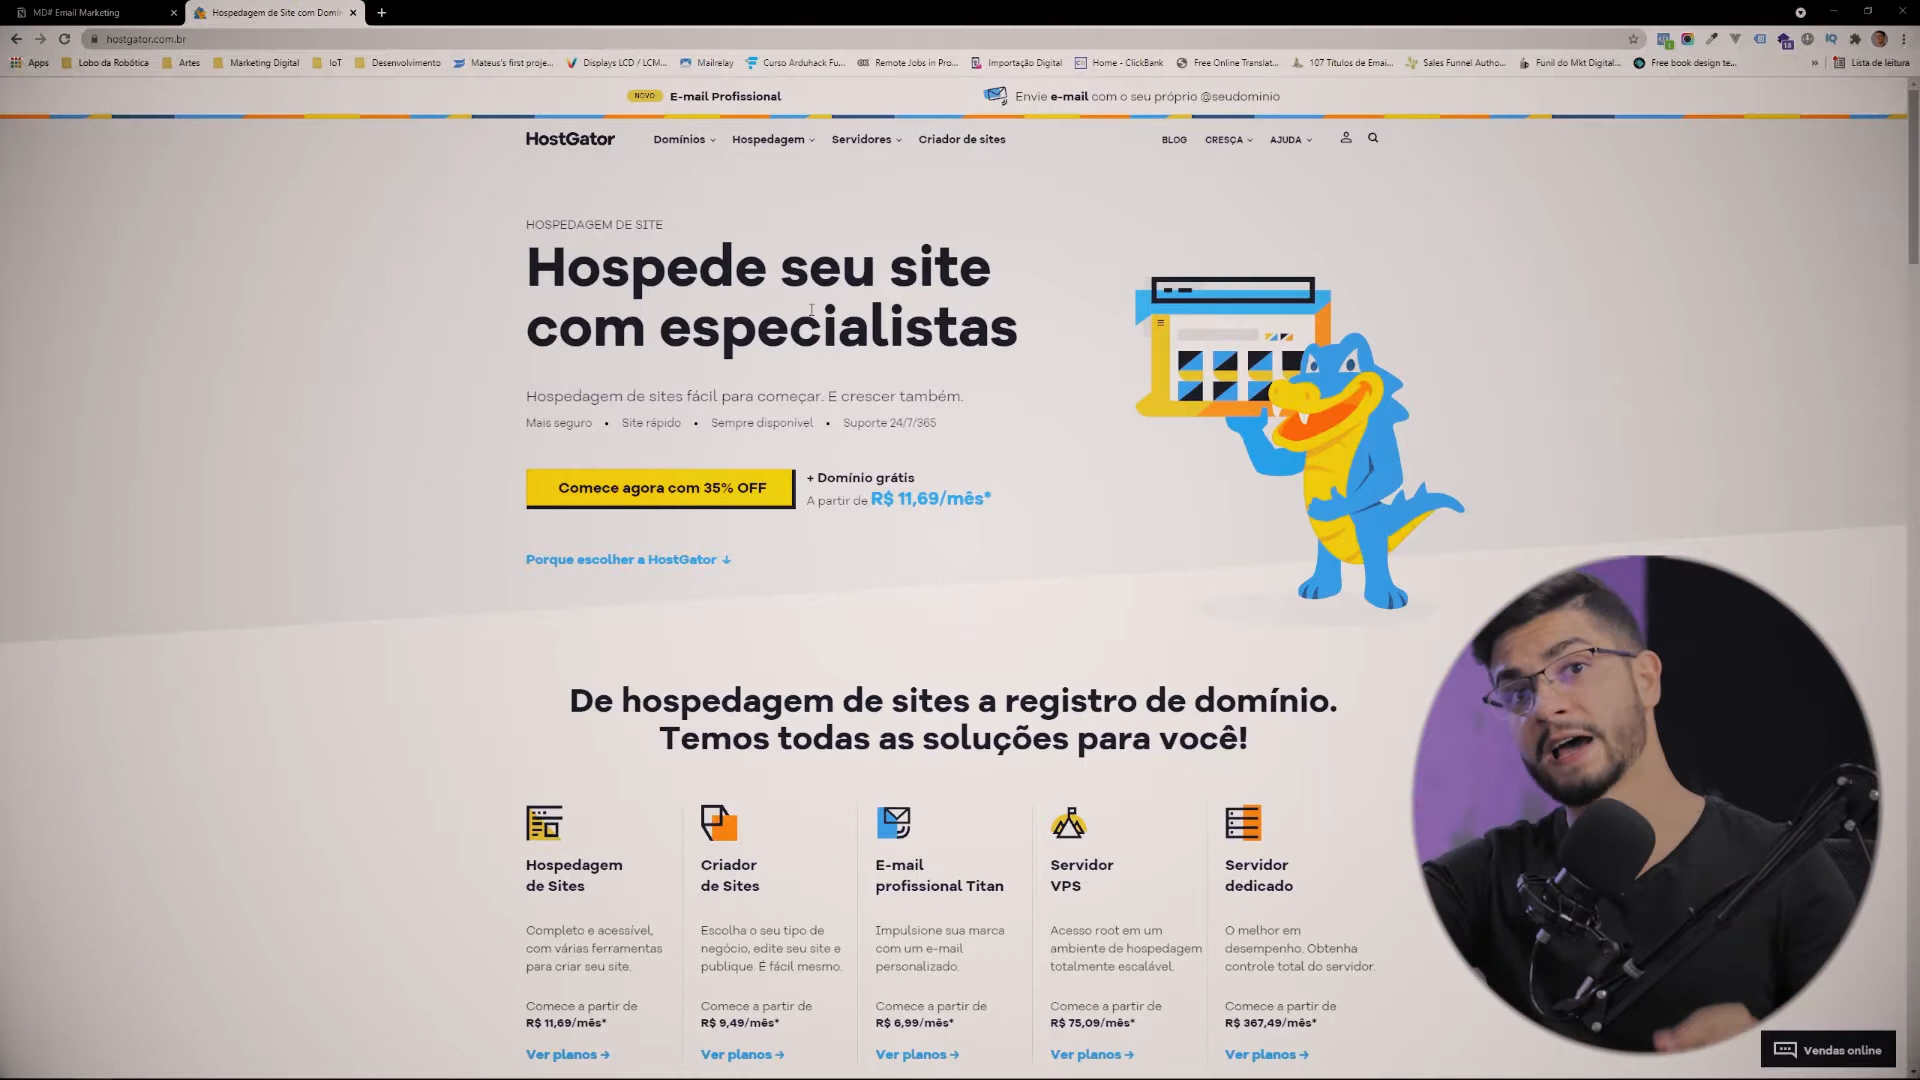 MD# Email Marketing
Hospedagem de Site com Domí
hostgator.com.br
Apps
Lobo da Robótica
Artes
Marketing Digital
IoT
Desenvolvimento
Mateus's first proje...
Displays LCD / LCM...
Mailrelay
Curso Arduhack Fu...
Remote Jobs in Pro...
Importação Digital
Home - ClickBank
Free Online Translat...
107 Títulos de Emai...
Sales Funnel Autho...
Funil do Mkt Digital...
Free book design te...
»
Lista de leitura
NOVO E-mail Profissional
Envie e-mail com o seu próprio @seudominio
HostGator
Domínios
Hospedagem
Servidores
Criador de sites
BLOG
CRESÇA
AJUDA
HOSPEDAGEM DE SITE
Hospede seu site
com especialistas
Hospedagem de sites fácil para começar. E crescer também.
Mais seguro • Site rápido • Sempre disponível • Suporte 24/7/365
Comece agora com 35% OFF
+ Domínio grátis
A partir de R$ 11,69/mês*
Porque escolher a HostGator ↓
De hospedagem de sites a registro de domínio.
Temos todas as soluções para você!
Hospedagem
de Sites
Completo e acessível,
com várias ferramentas
para criar seu site.
Comece a partir de
R$ 11,69/mês*
Ver planos →
Criador
de Sites
Escolha o seu tipo de
negócio, edite seu site e
publique. É fácil mesmo.
Comece a partir de
R$ 9,49/mês*
Ver planos →
E-mail
profissional Titan
Impulsione sua marca
com um e-mail
personalizado.
Comece a partir de
R$ 6,99/mês*
Ver planos →
Servidor
VPS
Acesso root em um
ambiente de hospedagem
totalmente escalável.
Comece a partir de
R$ 75,09/mês*
Ver planos →
Servidor
dedicado
O melhor em
desempenho. Obtenha
controle total do servidor.
Comece a partir de
R$ 367,49/mês*
Ver planos →
Vendas online